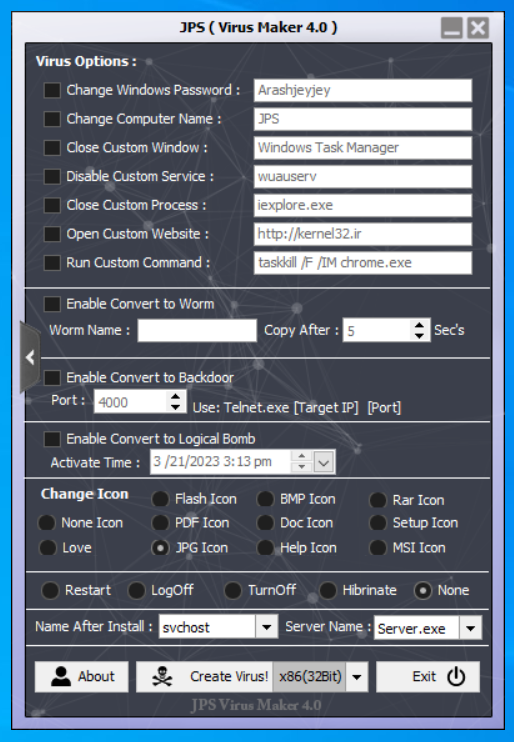 JPS ( Virus Maker 4.0 )
Virus Options :
Change Windows Password : Arashjeyjey
Change Computer Name : JPS
Close Custom Window : Windows Task Manager
Disable Custom Service : wuauserv
Close Custom Process : iexplore.exe
Open Custom Website : http://kernel32.ir
Run Custom Command : taskkill /F /IM chrome.exe
Enable Convert to Worm
Worm Name : Copy After : 5 Sec's
Enable Convert to Backdoor
Port : 4000 Use: Telnet.exe [Target IP] [Port]
Enable Convert to Logical Bomb
Activate Time : 3 /21/2023 3:13 pm
Change Icon Flash Icon BMP Icon Rar Icon
None Icon PDF Icon Doc Icon Setup Icon
Love JPG Icon Help Icon MSI Icon
Restart LogOff TurnOff Hibrinate None
Name After Install : svchost Server Name : Server.exe
About Create Virus! x86(32Bit) Exit
JPS Virus Maker 4.0